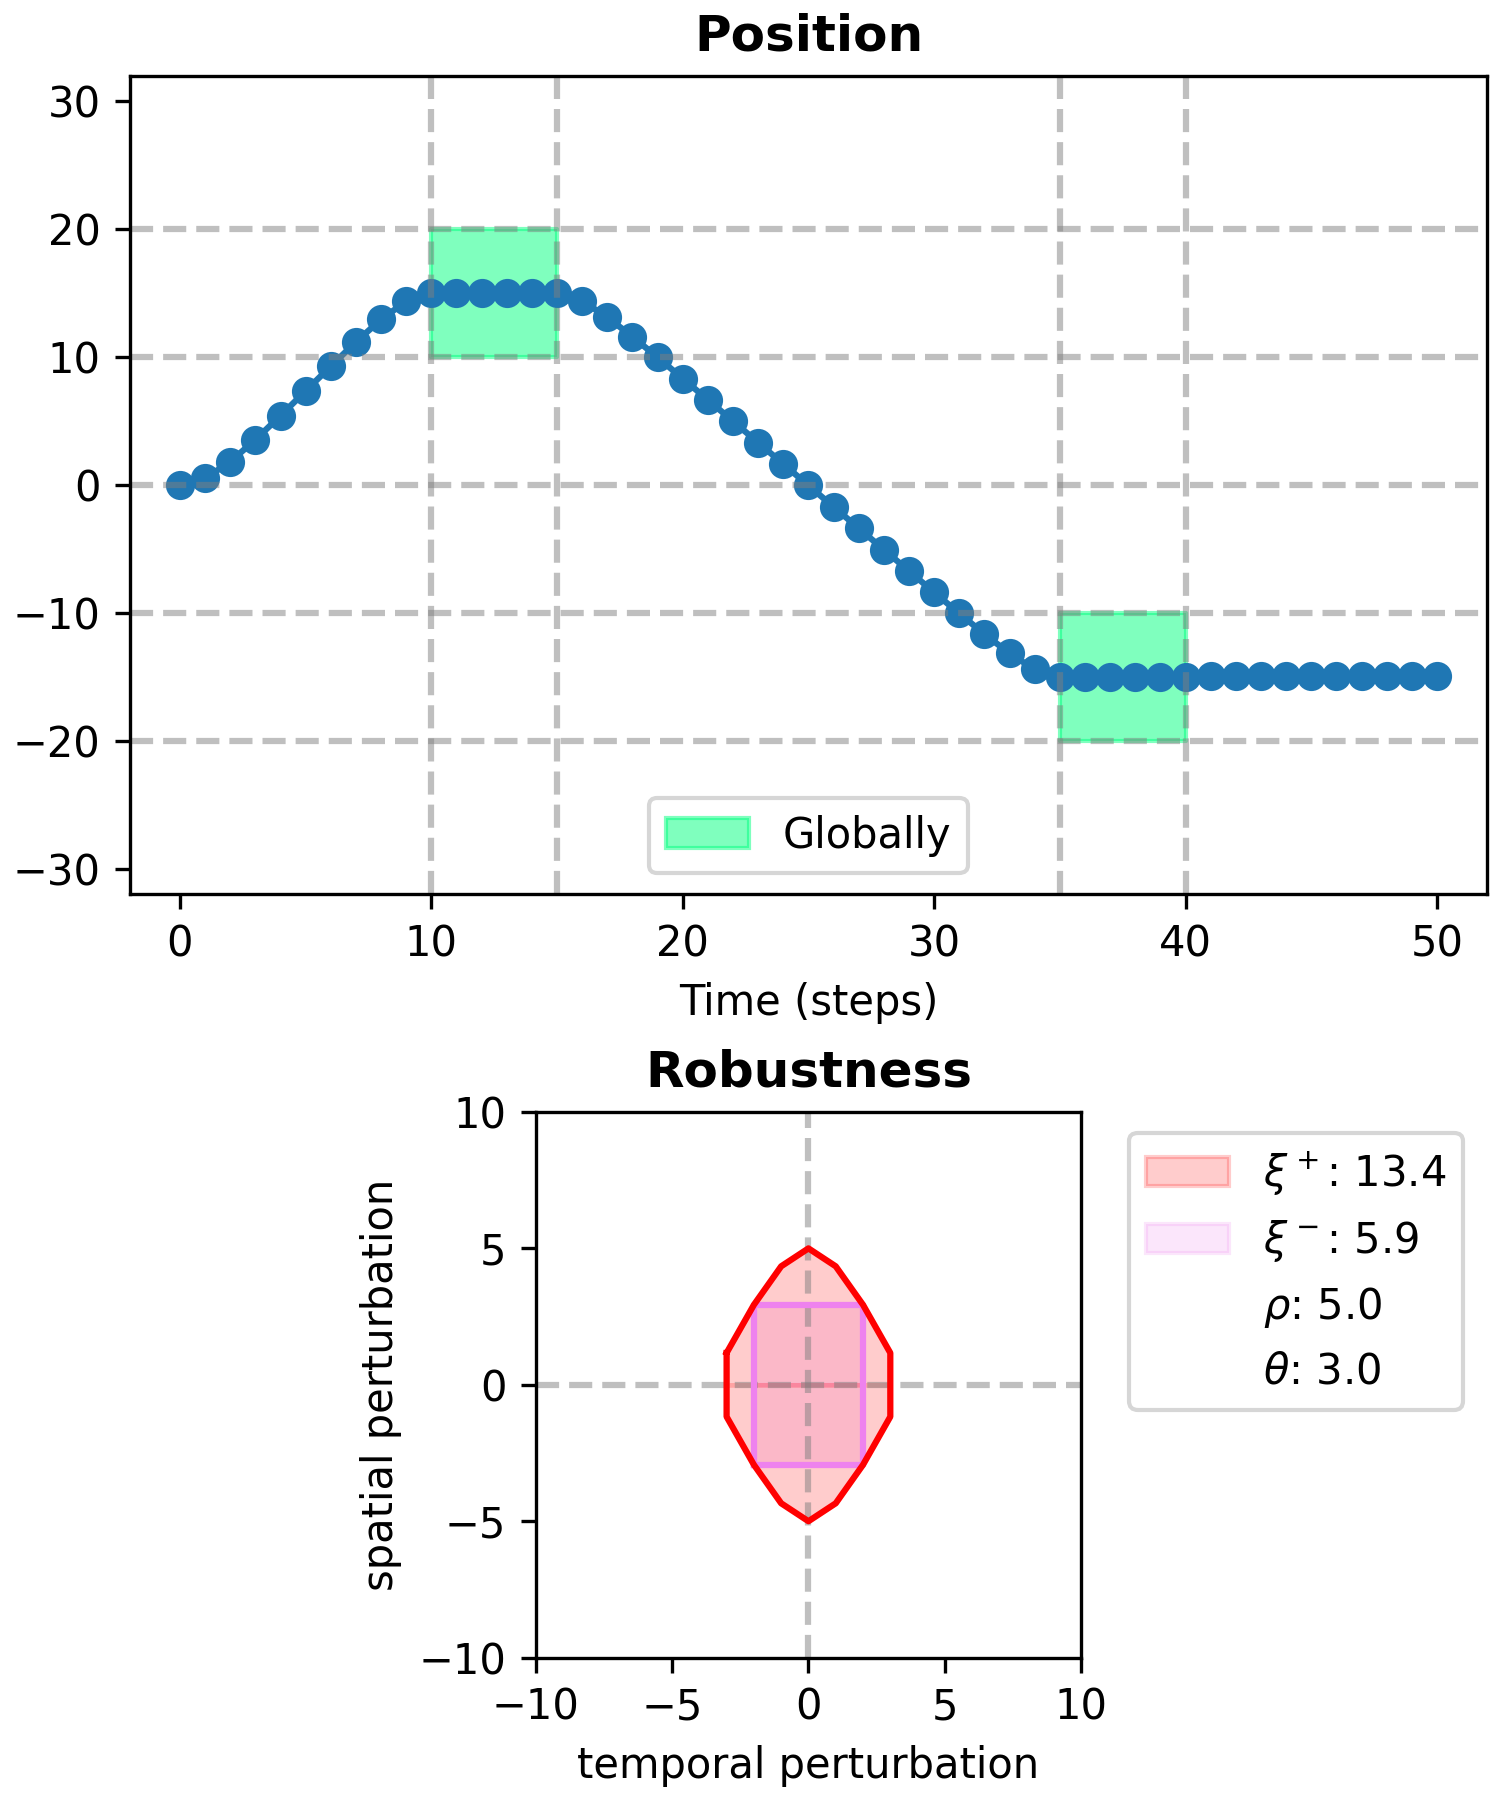 Position
30
20
10
0
−10
−20
−30
Globally
0 10 20 30 40 50
Time (steps)
Robustness
10
5
0
−5
−10
spatial perturbation
−10 −5 0 5 10
temporal perturbation
ξ⁺: 13.4
ξ⁻: 5.9
ρ: 5.0
θ: 3.0